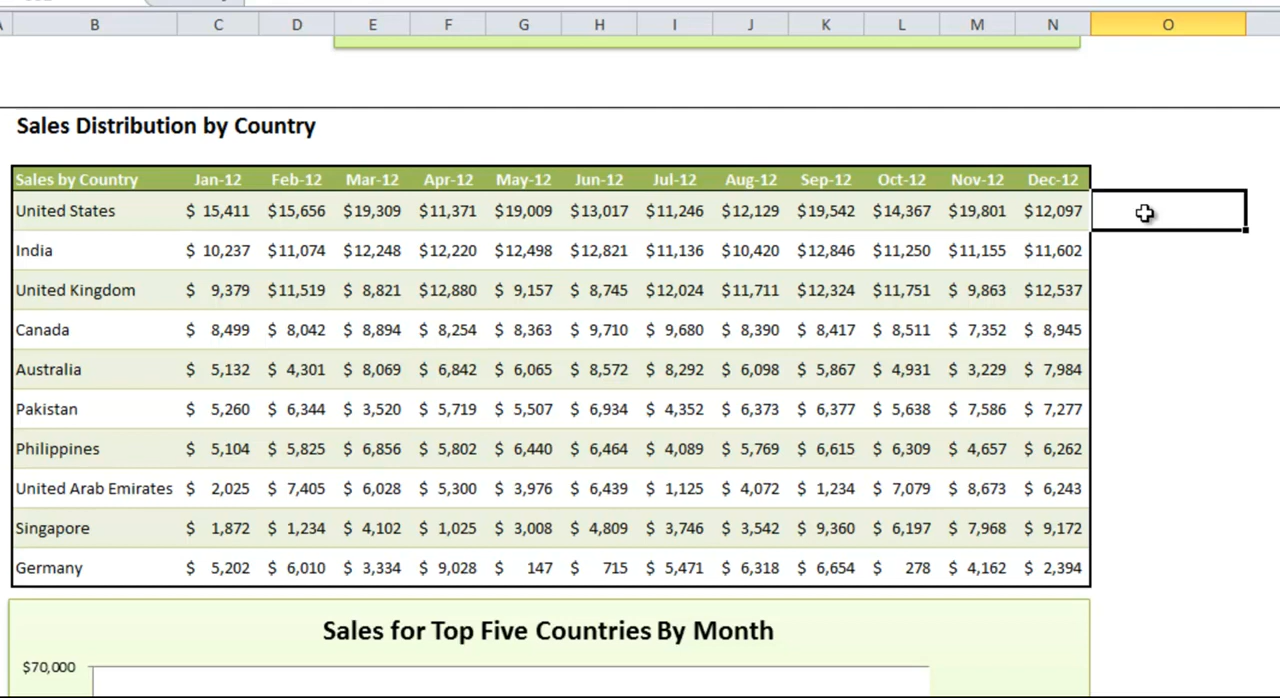 B C D E F G H I J K L M N O
Sales Distribution by Country
Sales by Country Jan-12 Feb-12 Mar-12 Apr-12 May-12 Jun-12 Jul-12 Aug-12 Sep-12 Oct-12 Nov-12 Dec-12
United States $ 15,411 $15,656 $19,309 $11,371 $19,009 $13,017 $11,246 $12,129 $19,542 $14,367 $19,801 $12,097
India $ 10,237 $11,074 $12,248 $12,220 $12,498 $12,821 $11,136 $10,420 $12,846 $11,250 $11,155 $11,602
United Kingdom $ 9,379 $11,519 $ 8,821 $12,880 $ 9,157 $ 8,745 $12,024 $11,711 $12,324 $11,751 $ 9,863 $12,537
Canada $ 8,499 $ 8,042 $ 8,894 $ 8,254 $ 8,363 $ 9,710 $ 9,680 $ 8,390 $ 8,417 $ 8,511 $ 7,352 $ 8,945
Australia $ 5,132 $ 4,301 $ 8,069 $ 6,842 $ 6,065 $ 8,572 $ 8,292 $ 6,098 $ 5,867 $ 4,931 $ 3,229 $ 7,984
Pakistan $ 5,260 $ 6,344 $ 3,520 $ 5,719 $ 5,507 $ 6,934 $ 4,352 $ 6,373 $ 6,377 $ 5,638 $ 7,586 $ 7,277
Philippines $ 5,104 $ 5,825 $ 6,856 $ 5,802 $ 6,440 $ 6,464 $ 4,089 $ 5,769 $ 6,615 $ 6,309 $ 4,657 $ 6,262
United Arab Emirates $ 2,025 $ 7,405 $ 6,028 $ 5,300 $ 3,976 $ 6,439 $ 1,125 $ 4,072 $ 1,234 $ 7,079 $ 8,673 $ 6,243
Singapore $ 1,872 $ 1,234 $ 4,102 $ 1,025 $ 3,008 $ 4,809 $ 3,746 $ 3,542 $ 9,360 $ 6,197 $ 7,968 $ 9,172
Germany $ 5,202 $ 6,010 $ 3,334 $ 9,028 $ 147 $ 715 $ 5,471 $ 6,318 $ 6,654 $ 278 $ 4,162 $ 2,394
Sales for Top Five Countries By Month
$70,000